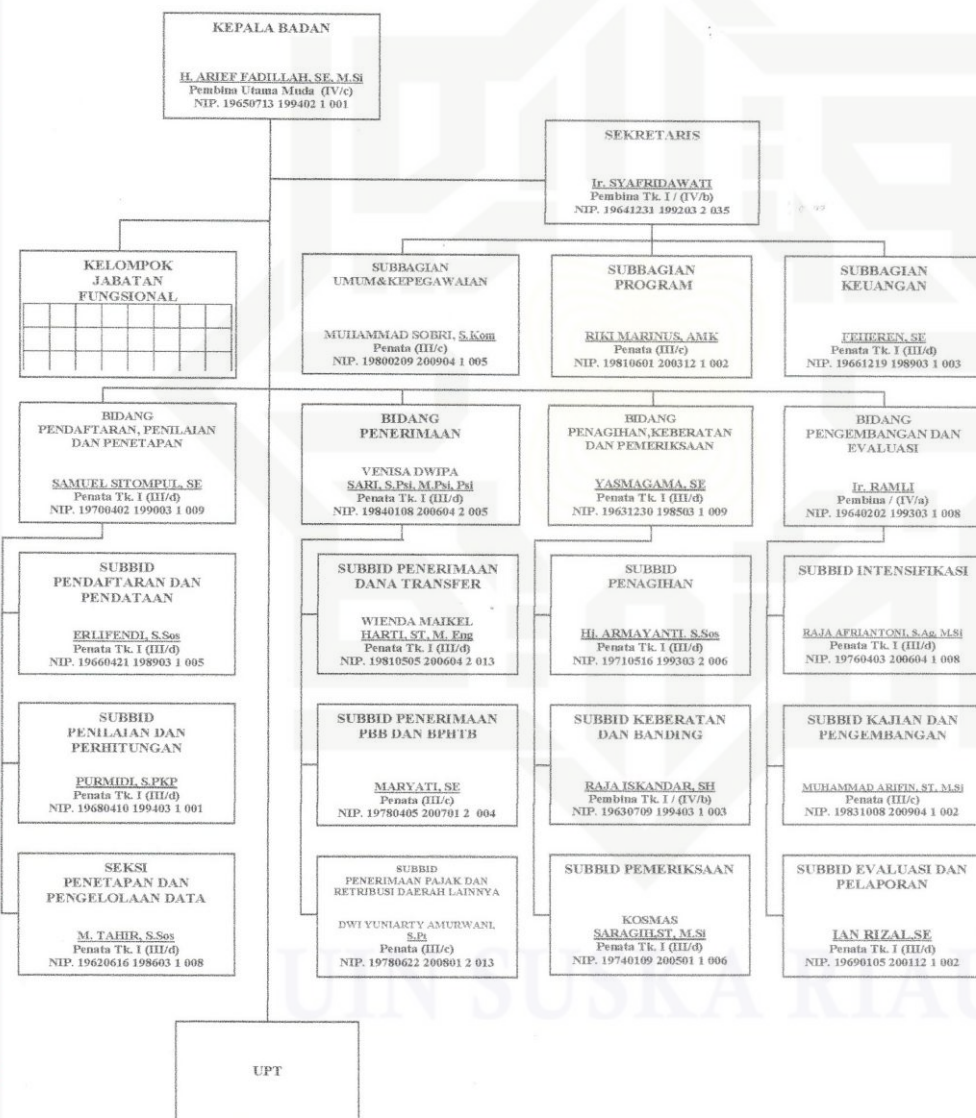 KEPALA BADAN
H. ARIEF FADILLAH, SE, M.Si
Pembina Utama Muda (IV/c)
NIP. 19650713 199402 1 001
SEKRETARIS
Ir. SYAFRIDAWATI
Pembina Tk. I / (IV/b)
NIP. 19641231 199203 2 035
KELOMPOK
JABATAN
FUNGSIONAL
SUBBAGIAN
UMUM&KEPEGAWAIAN
MUHAMMAD SOBRI, S.Kom
Penata (III/c)
NIP. 19800209 200904 1 005
SUBBAGIAN
PROGRAM
RIKI MARINUS, AMK
Penata (III/c)
NIP. 19810601 200312 1 002
SUBBAGIAN
KEUANGAN
FEHEREN, SE
Penata Tk. I (III/d)
NIP. 19661219 198903 1 003
BIDANG
PENDAFTARAN, PENILAIAN
DAN PENETAPAN
SAMUEL SITOMPUL, SE
Penata Tk. I (III/d)
NIP. 19700402 199003 1 009
BIDANG
PENERIMAAN
VENISA DWIPA
SARI, S.Psi, M.Psi, Psi
Penata Tk. I (III/d)
NIP. 19840108 200604 2 005
BIDANG
PENAGIHAN,KEBERATAN
DAN PEMERIKSAAN
YASMAGAMA, SE
Penata Tk. I (III/d)
NIP. 19631230 198503 1 009
BIDANG
PENGEMBANGAN DAN
EVALUASI
Ir. RAMLI
Pembina / (IV/a)
NIP. 19640202 199303 1 008
SUBBID
PENDAFTARAN DAN
PENDATAAN
ERLIFENDI, S.Sos
Penata Tk. I (III/d)
NIP. 19660421 198903 1 005
SUBBID PENERIMAAN
DANA TRANSFER
WIENDA MAIKEL
HARTI, ST, M. Eng
Penata Tk. I (III/d)
NIP. 19810505 200604 2 013
SUBBID
PENAGIHAN
Hj. ARMAYANTI. S.Sos
Penata Tk. I (III/d)
NIP. 19710516 199303 2 006
SUBBID INTENSIFIKASI
RAJA AFRIANTONI, S.Ag, M.Si
Penata Tk. I (III/d)
NIP. 19760403 200604 1 008
SUBBID
PENILAIAN DAN
PERHITUNGAN
PURMIDI, S.PKP
Penata Tk. I (III/d)
NIP. 19680410 199403 1 001
SUBBID PENERIMAAN
PBB DAN BPHTB
MARYATI, SE
Penata (III/c)
NIP. 19780405 200701 2 004
SUBBID KEBERATAN
DAN BANDING
RAJA ISKANDAR, SH
Pembina Tk. I / (IV/b)
NIP. 19630709 199403 1 003
SUBBID KAJIAN DAN
PENGEMBANGAN
MUHAMMAD ARIFIN, ST, M.Si
Penata (III/c)
NIP. 19831008 200904 1 002
SEKSI
PENETAPAN DAN
PENGELOLAAN DATA
M. TAHIR, S.Sos
Penata Tk. I (III/d)
NIP. 19620616 198603 1 008
SUBBID
PENERIMAAN PAJAK DAN
RETRIBUSI DAERAH LAINNYA
DWI YUNIARTY AMURWANI,
S.Pt
Penata (III/c)
NIP. 19780622 200801 2 013
SUBBID PEMERIKSAAN
KOSMAS
SARAGIH,ST, M.Si
Penata Tk. I (III/d)
NIP. 19740109 200501 1 006
SUBBID EVALUASI DAN
PELAPORAN
IAN RIZAL,SE
Penata Tk. I (III/d)
NIP. 19690105 200112 1 002
UIN SUSKA RIAU
UPT